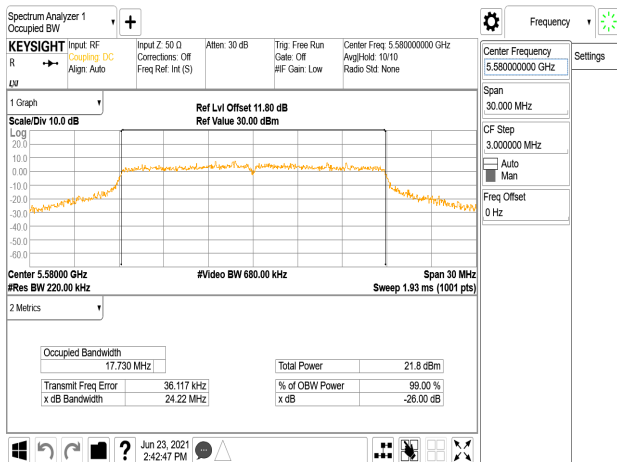 Spectrum Analyzer 1
Occupied BW
Frequency
KEYSIGHT
R
Input: RF
Coupling: DC
Align: Auto
Input Z: 50 Ω
Corrections: Off
Freq Ref: Int (S)
Atten: 30 dB
Trig: Free Run
Gate: Off
#IF Gain: Low
Center Freq: 5.580000000 GHz
Avg|Hold: 10/10
Radio Std: None
Center Frequency
5.580000000 GHz
Settings
Span
30.000 MHz
CF Step
3.000000 MHz
Auto
Man
Freq Offset
0 Hz
1 Graph
Scale/Div 10.0 dB
Ref Lvl Offset 11.80 dB
Ref Value 30.00 dBm
Log
20.0
10.0
0.00
-10.0
-20.0
-30.0
-40.0
-50.0
-60.0
Center 5.58000 GHz
#Video BW 680.00 kHz
Span 30 MHz
#Res BW 220.00 kHz
Sweep 1.93 ms (1001 pts)
2 Metrics
Occupied Bandwidth
17.730 MHz
Total Power 21.8 dBm
Transmit Freq Error 36.117 kHz
% of OBW Power 99.00 %
x dB Bandwidth 24.22 MHz
x dB -26.00 dB
?
Jun 23, 2021
2:42:47 PM